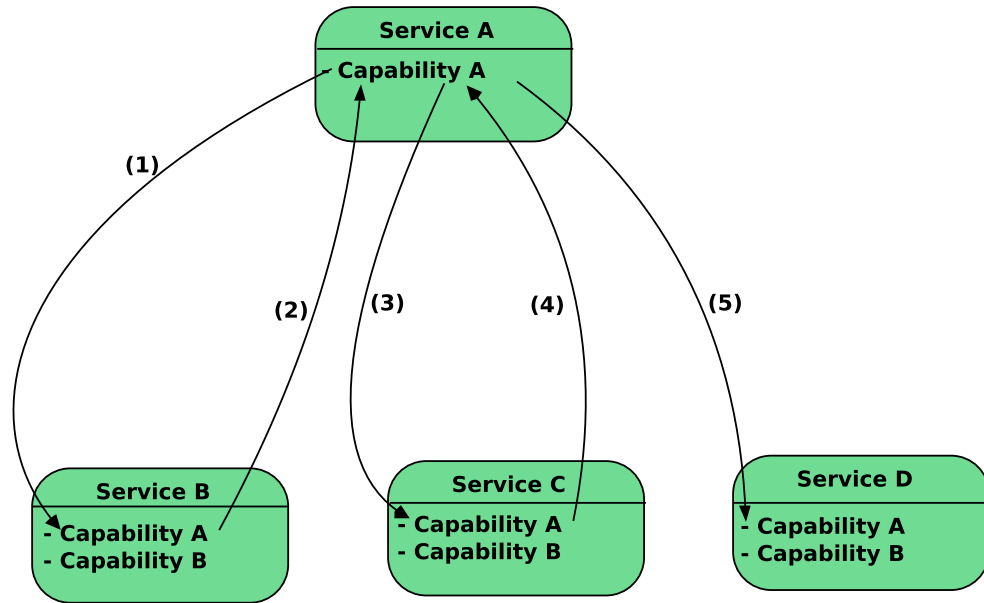 Service A
- Capability A
(1)
(2)
(3)
(4)
(5)
Service B
- Capability A
- Capability B
Service C
- Capability A
- Capability B
Service D
- Capability A
- Capability B